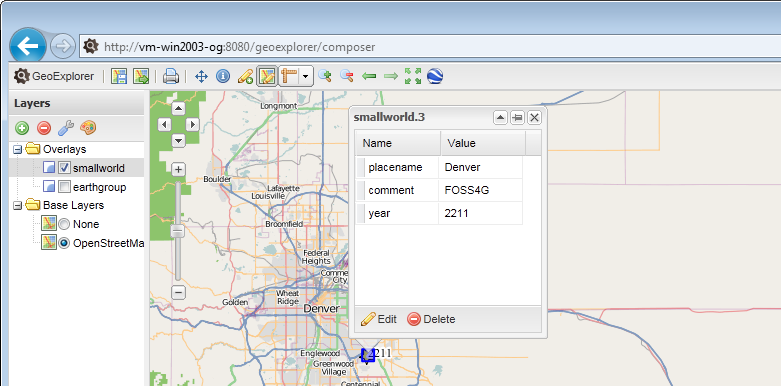 http://vm-win2003-og:8080/geoexplorer/composer
GeoExplorer
Layers
Overlays
smallworld
earthgroup
Base Layers
None
OpenStreetMa
smallworld.3
Name Value
placename Denver
comment FOSS4G
year 2211
Edit Delete
Longmont
Boulder
Lafayette
Louisville
Broomfield
Federal
Heights
Comme
City
Wheat
Ridge
Golden
Denver
Englewood
Greenwood
Village
Centennial
2211